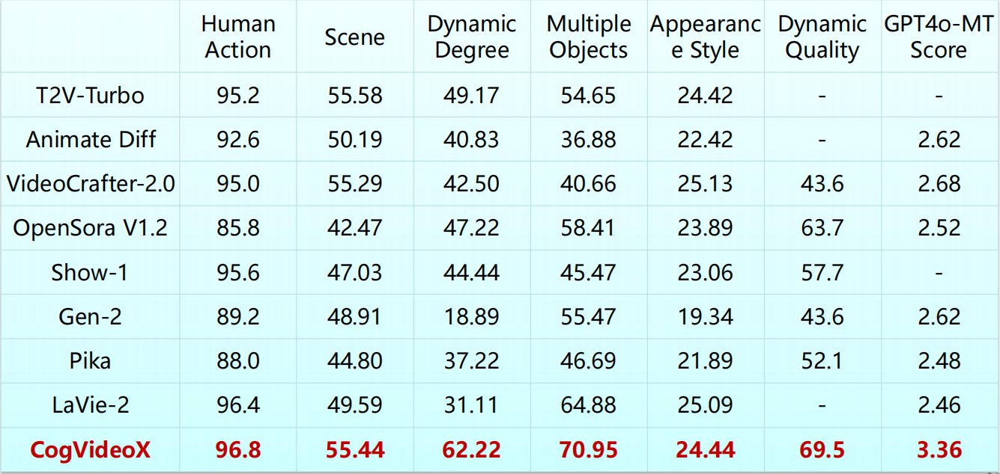 Human Action Scene Dynamic Degree Multiple Objects Appearanc e Style Dynamic Quality GPT4o-MT Score
T2V-Turbo 95.2 55.58 49.17 54.65 24.42 - -
Animate Diff 92.6 50.19 40.83 36.88 22.42 - 2.62
VideoCrafter-2.0 95.0 55.29 42.50 40.66 25.13 43.6 2.68
OpenSora V1.2 85.8 42.47 47.22 58.41 23.89 63.7 2.52
Show-1 95.6 47.03 44.44 45.47 23.06 57.7 -
Gen-2 89.2 48.91 18.89 55.47 19.34 43.6 2.62
Pika 88.0 44.80 37.22 46.69 21.89 52.1 2.48
LaVie-2 96.4 49.59 31.11 64.88 25.09 - 2.46
CogVideoX 96.8 55.44 62.22 70.95 24.44 69.5 3.36